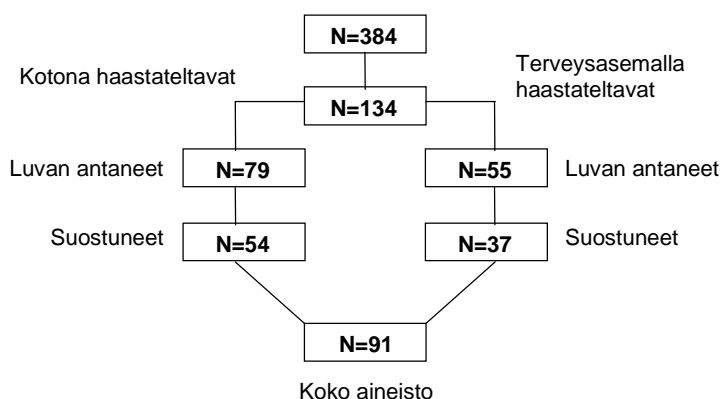 N=384
Kotona haastateltavat
Terveysasemalla
haastateltavat
N=134
Luvan antaneet
N=79
N=55
Luvan antaneet
Suostuneet
N=54
N=37
Suostuneet
N=91
Koko aineisto